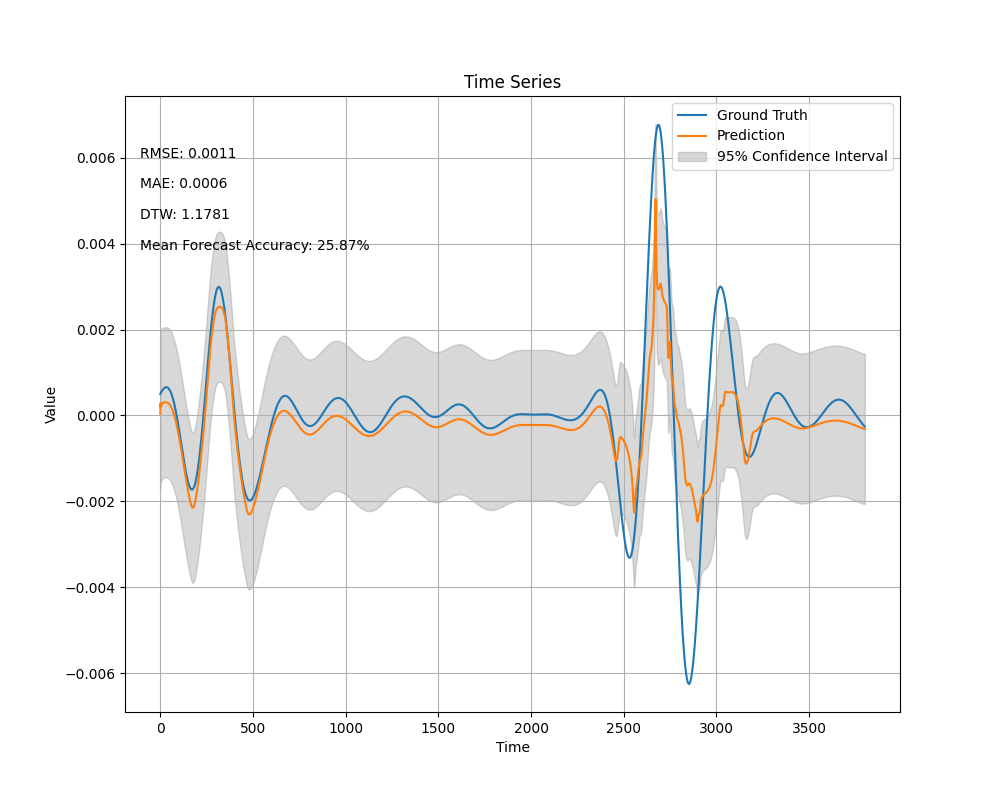 Time Series
Ground Truth
Prediction
95% Confidence Interval
RMSE: 0.0011
MAE: 0.0006
DTW: 1.1781
Mean Forecast Accuracy: 25.87%
0.006
0.004
0.002
0.000
−0.002
−0.004
−0.006
Value
0 500 1000 1500 2000 2500 3000 3500
Time